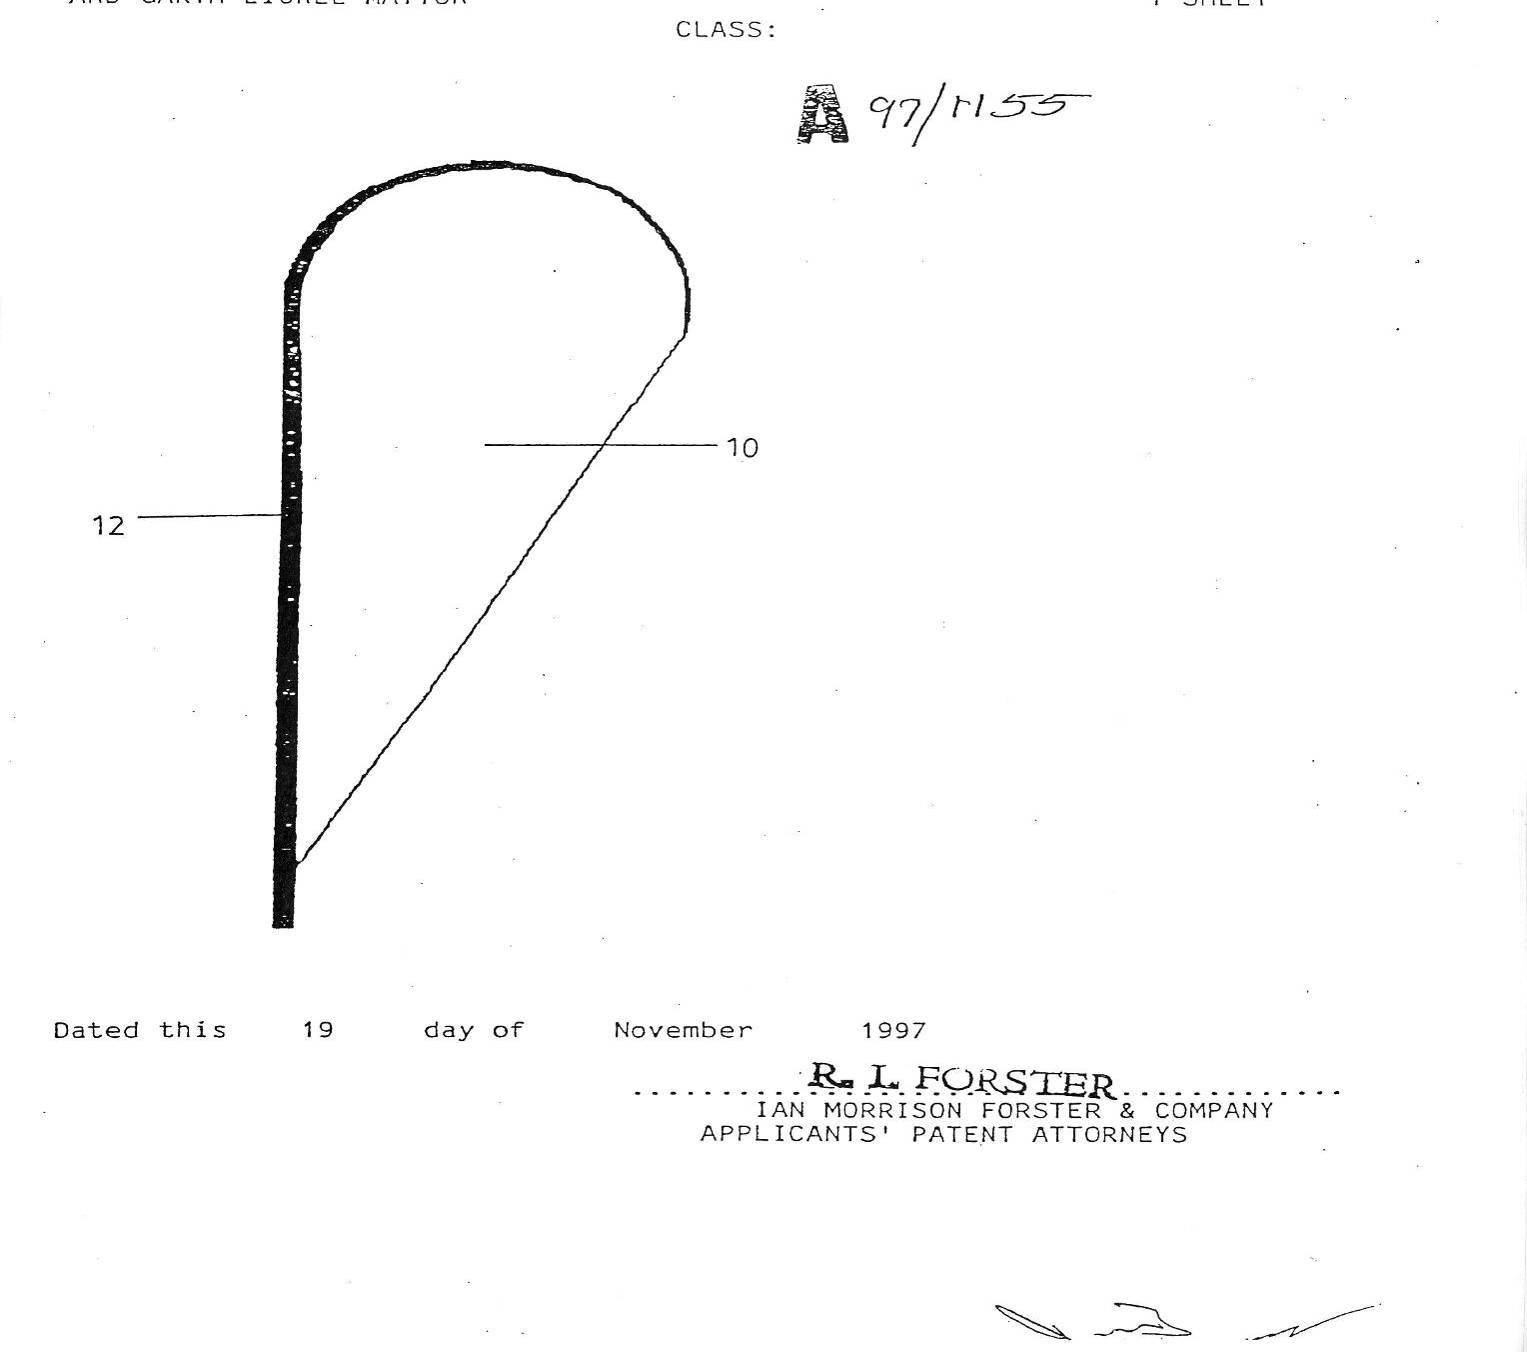 CLASS:
A 97/1155
10
12
Dated this 19 day of November 1997
R. I. FORSTER
IAN MORRISON FORSTER & COMPANY
APPLICANTS' PATENT ATTORNEYS